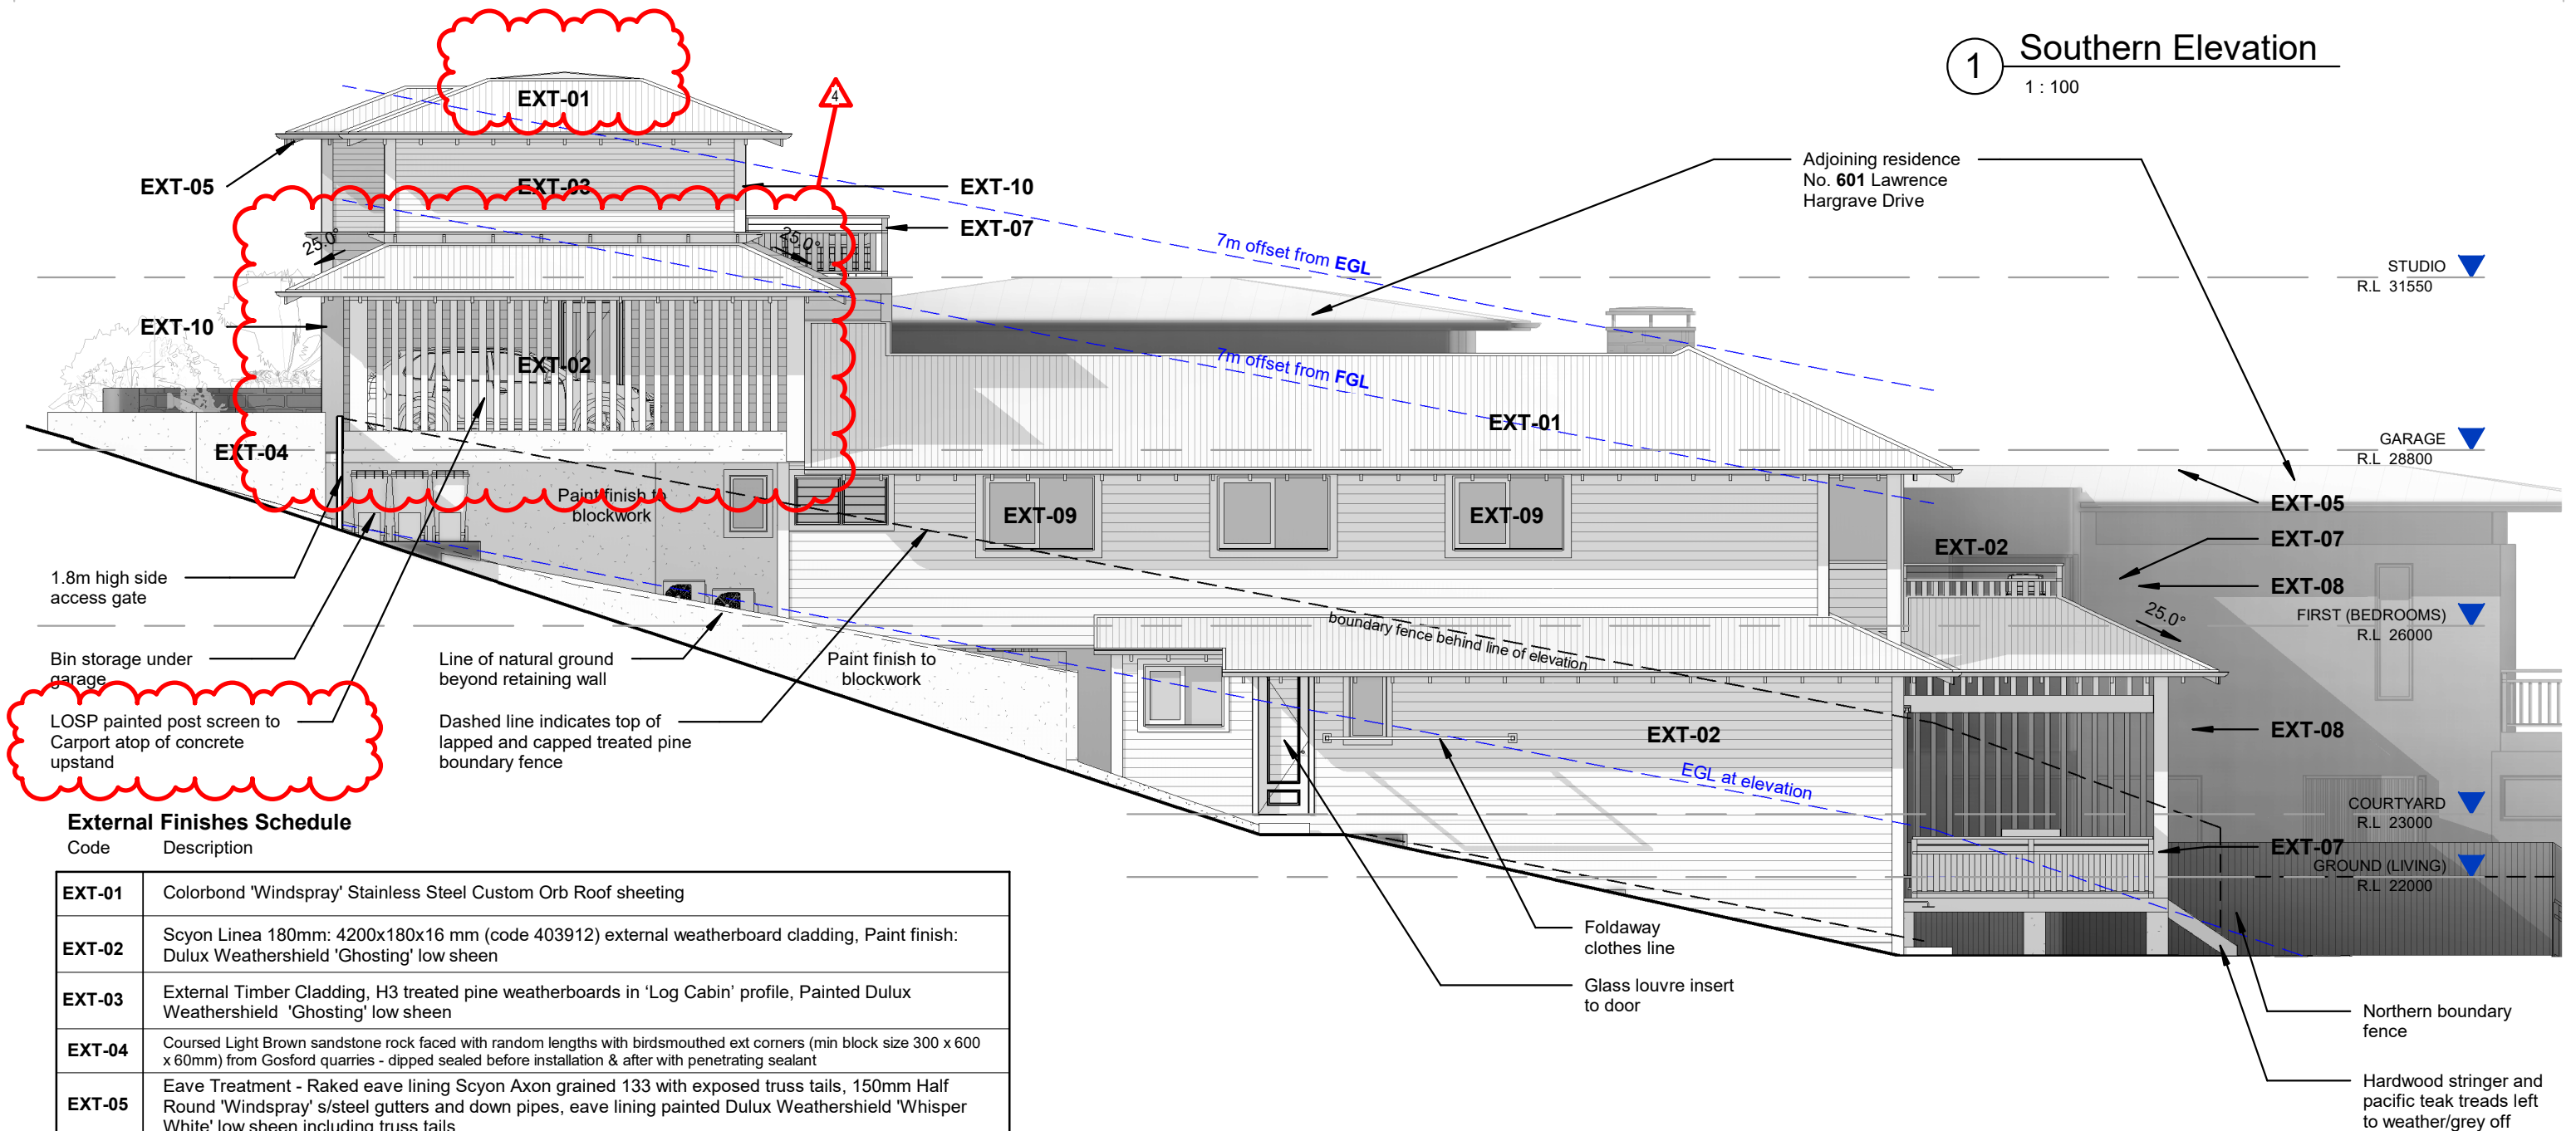 1
Southern Elevation
1 : 100
EXT-01
4
EXT-05
EXT-03
EXT-10
EXT-07
25.0°
25.0°
Adjoining residence
No. 601 Lawrence
Hargrave Drive
7m offset from EGL
STUDIO
R.L 31550
EXT-10
EXT-02
7m offset from FGL
EXT-01
EXT-04
GARAGE
R.L 28800
Paint finish to
blockwork
EXT-09
EXT-09
EXT-05
EXT-07
EXT-02
EXT-08
1.8m high side
access gate
25.0°
FIRST (BEDROOMS)
R.L 26000
boundary fence behind line of elevation
Bin storage under
garage
Line of natural ground
beyond retaining wall
Paint finish to
blockwork
LOSP painted post screen to
Carport atop of concrete
upstand
Dashed line indicates top of
lapped and capped treated pine
boundary fence
EXT-02
EXT-08
EGL at elevation
COURTYARD
R.L 23000
EXT-07
GROUND (LIVING)
R.L 22000
External Finishes Schedule
Code Description
EXT-01 Colorbond 'Windspray' Stainless Steel Custom Orb Roof sheeting
EXT-02 Scyon Linea 180mm: 4200x180x16 mm (code 403912) external weatherboard cladding, Paint finish:
Dulux Weathershield 'Ghosting' low sheen
EXT-03 External Timber Cladding, H3 treated pine weatherboards in ‘Log Cabin’ profile, Painted Dulux
Weathershield 'Ghosting' low sheen
EXT-04 Coursed Light Brown sandstone rock faced with random lengths with birdsmouthed ext corners (min block size 300 x 600
x 60mm) from Gosford quarries - dipped sealed before installation & after with penetrating sealant
EXT-05 Eave Treatment - Raked eave lining Scyon Axon grained 133 with exposed truss tails, 150mm Half
Round 'Windspray' s/steel gutters and down pipes, eave lining painted Dulux Weathershield 'Whisper
White' low sheen including truss tails
Foldaway
clothes line
Glass louvre insert
to door
Northern boundary
fence
Hardwood stringer and
pacific teak treads left
to weather/grey off